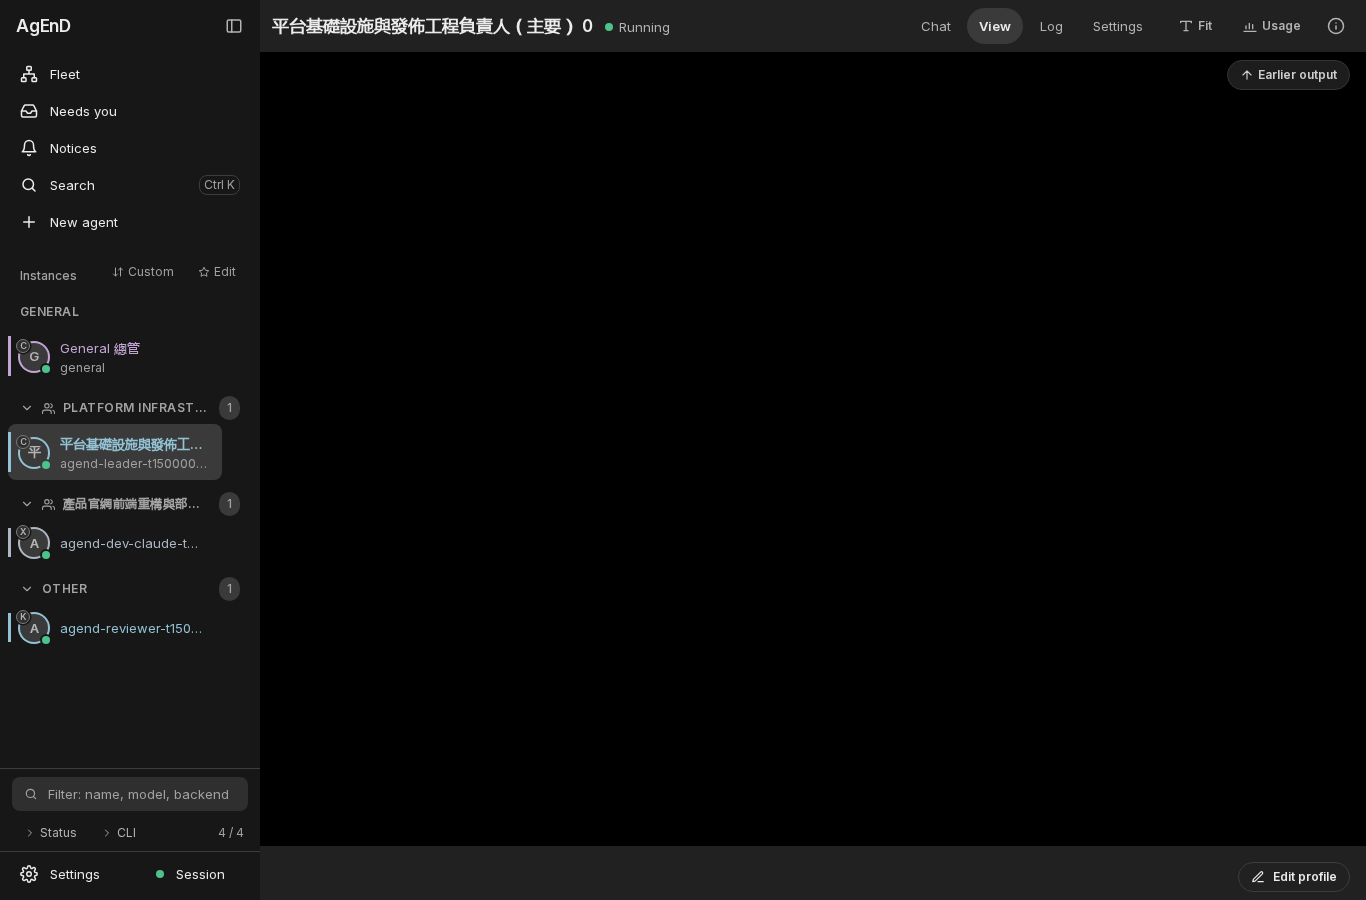 AgEnD
Fleet
Needs you
Notices
Search Ctrl K
New agent
Instances Custom Edit
GENERAL
C G General 總管
general
PLATFORM INFRAST... 1
C 平 平台基礎設施與發佈工...
agend-leader-t150000...
產品官網前端重構與部... 1
X A agend-dev-claude-t...
OTHER 1
K A agend-reviewer-t150...
Filter: name, model, backend
Status CLI 4 / 4
Settings Session
平台基礎設施與發佈工程負責人（主要）0 Running Chat View Log Settings Fit Usage
Earlier output
Edit profile